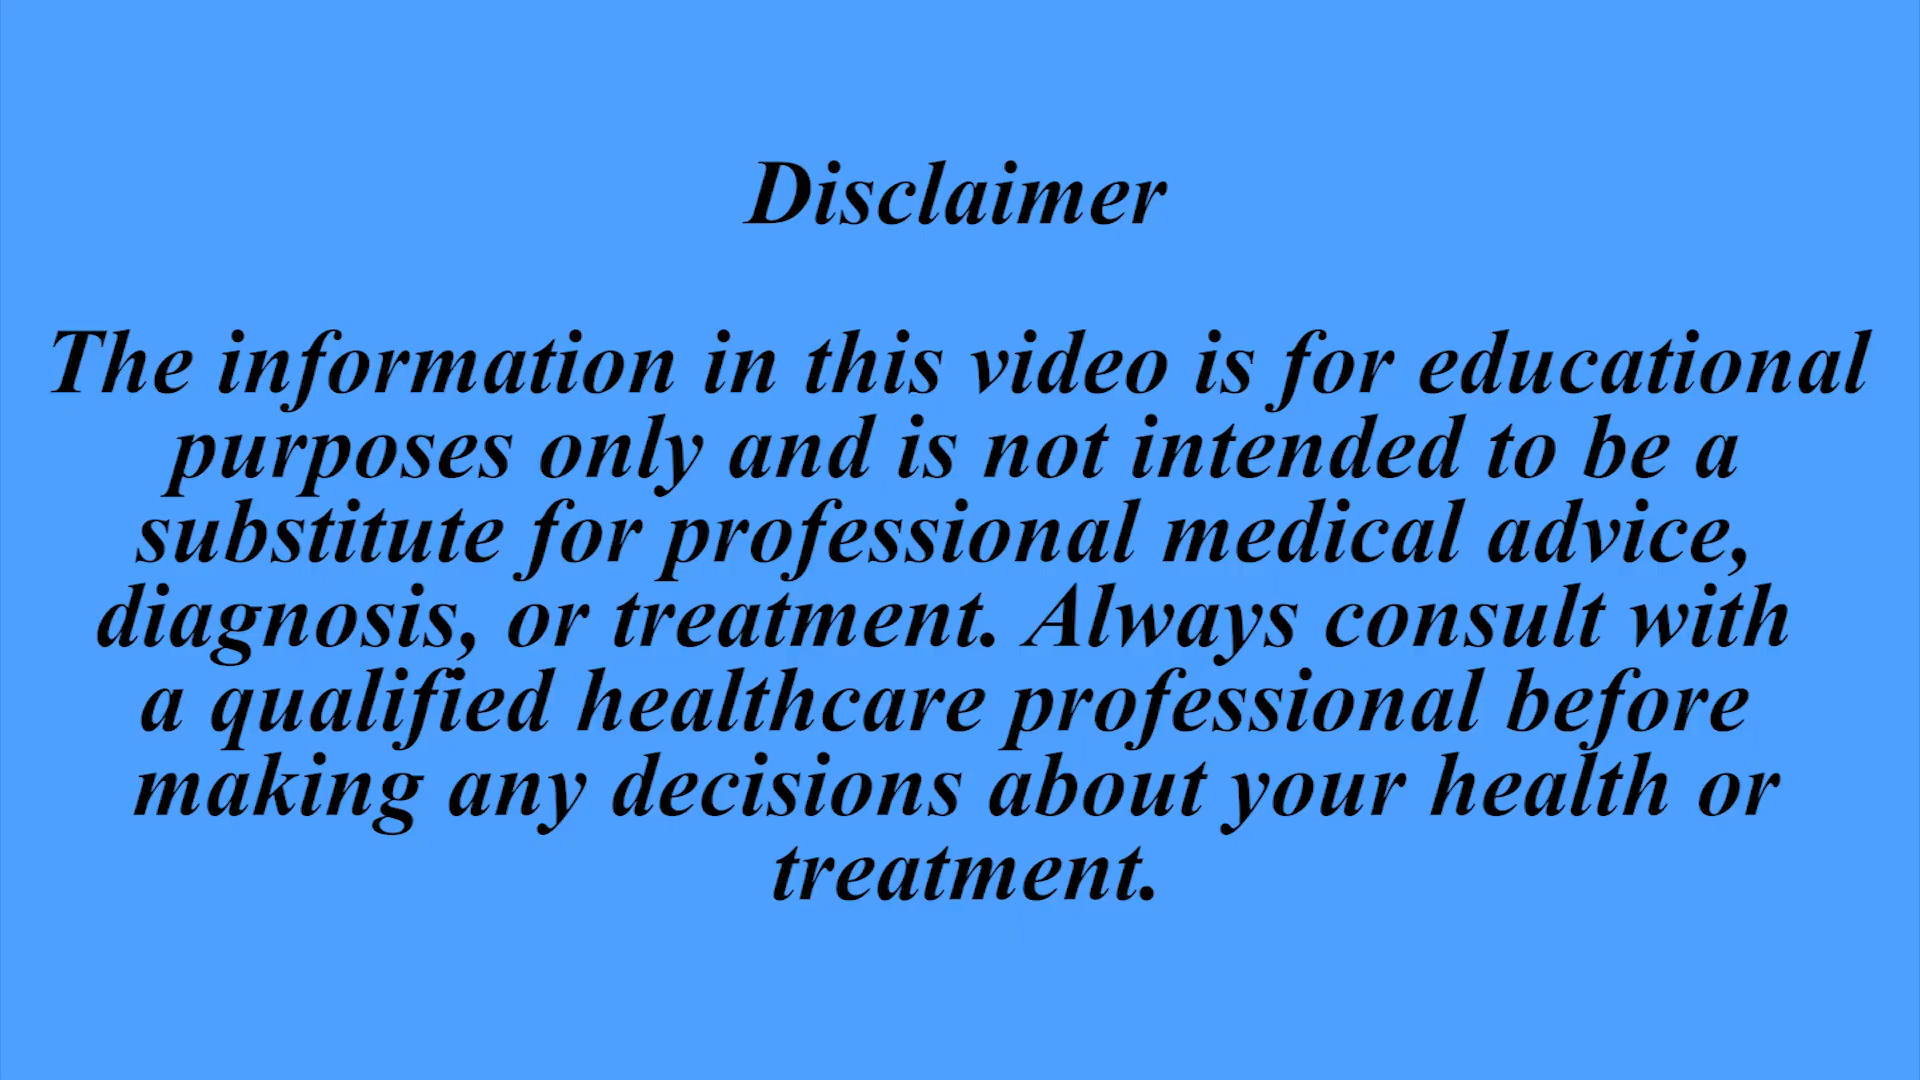 Disclaimer
The information in this video is for educational
purposes only and is not intended to be a
substitute for professional medical advice,
diagnosis, or treatment. Always consult with
a qualified healthcare professional before
making any decisions about your health or
treatment.